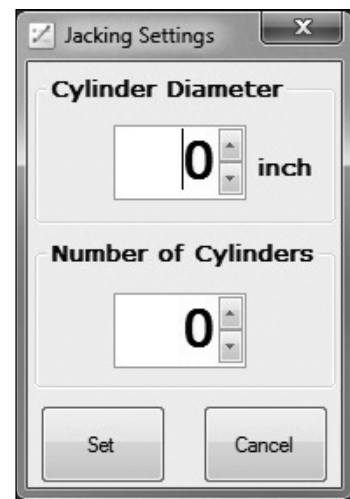 Jacking Settings
Cylinder Diameter
0 inch
Number of Cylinders
0
Set Cancel